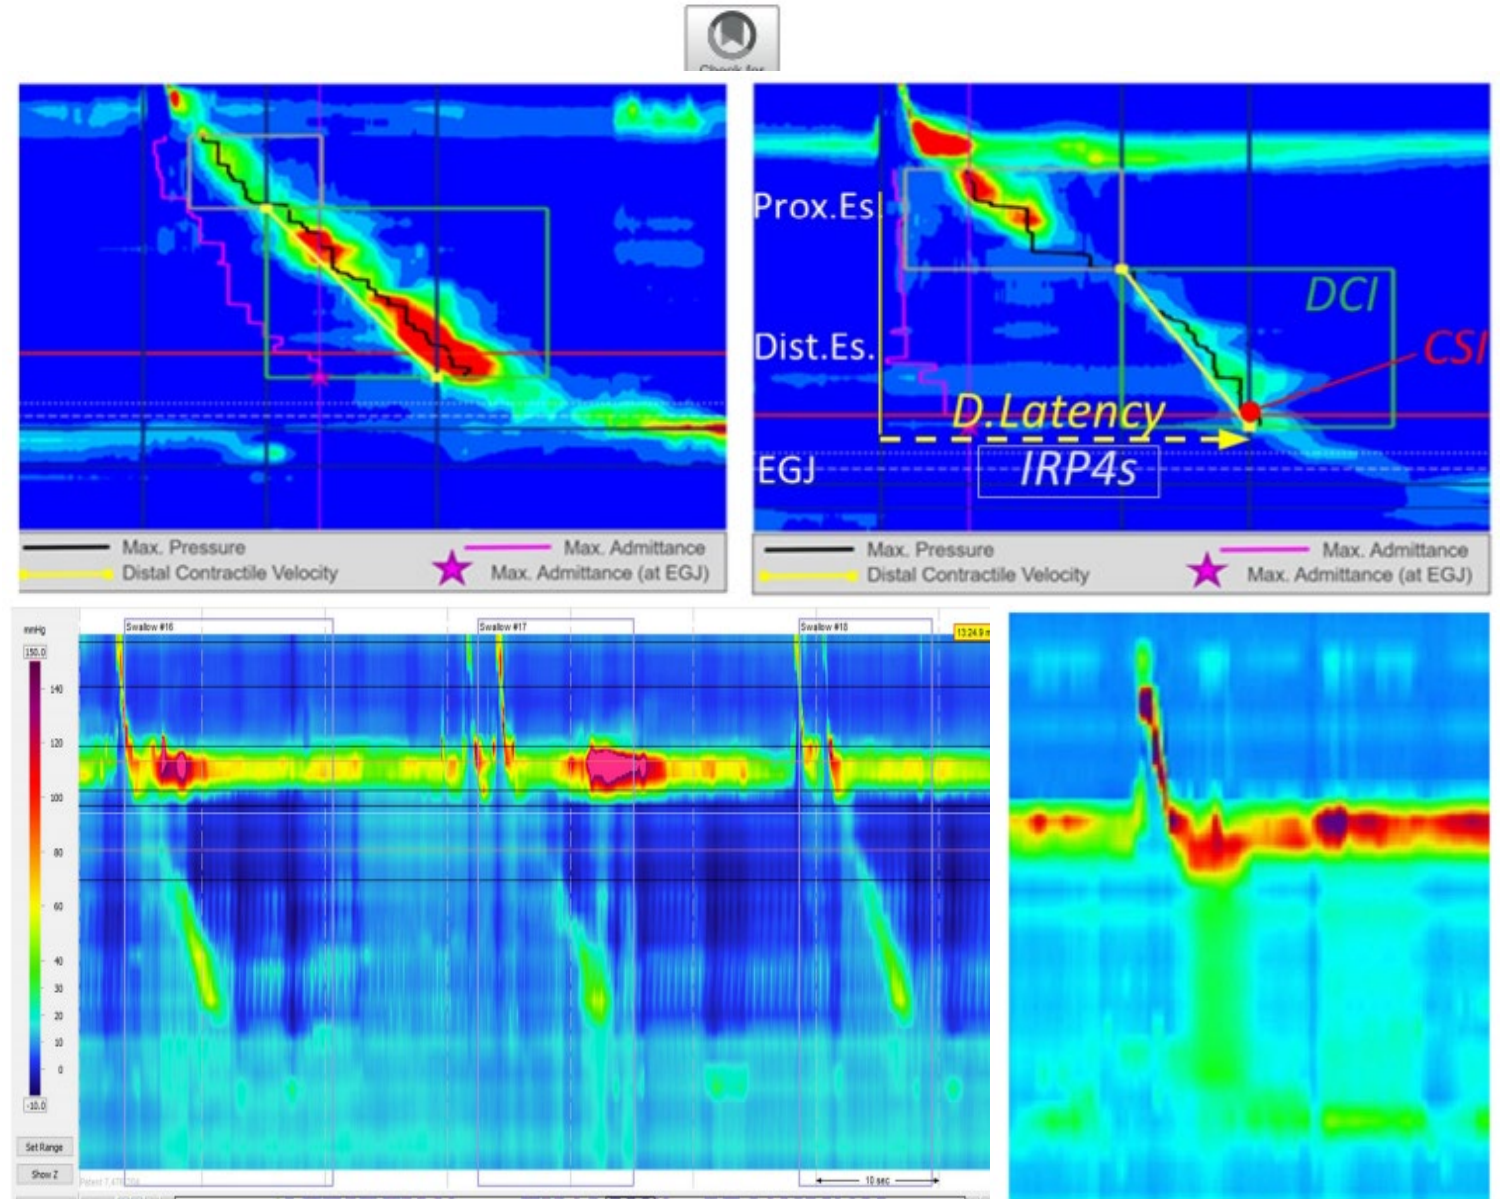 Check for
Prox.Es.
DCI
Dist.Es.
CSI
D.Latency
EGJ
IRP4s
Max. Pressure
Max. Admittance
Distal Contractile Velocity
Max. Admittance (at EGJ)
Max. Pressure
Max. Admittance
Distal Contractile Velocity
Max. Admittance (at EGJ)
mmHg
Swallow #16
Swallow #17
Swallow #18
13:24.9
150.0
140
120
100
80
60
40
30
20
10
0
-10.0
Set Range
Show Z
10 sec